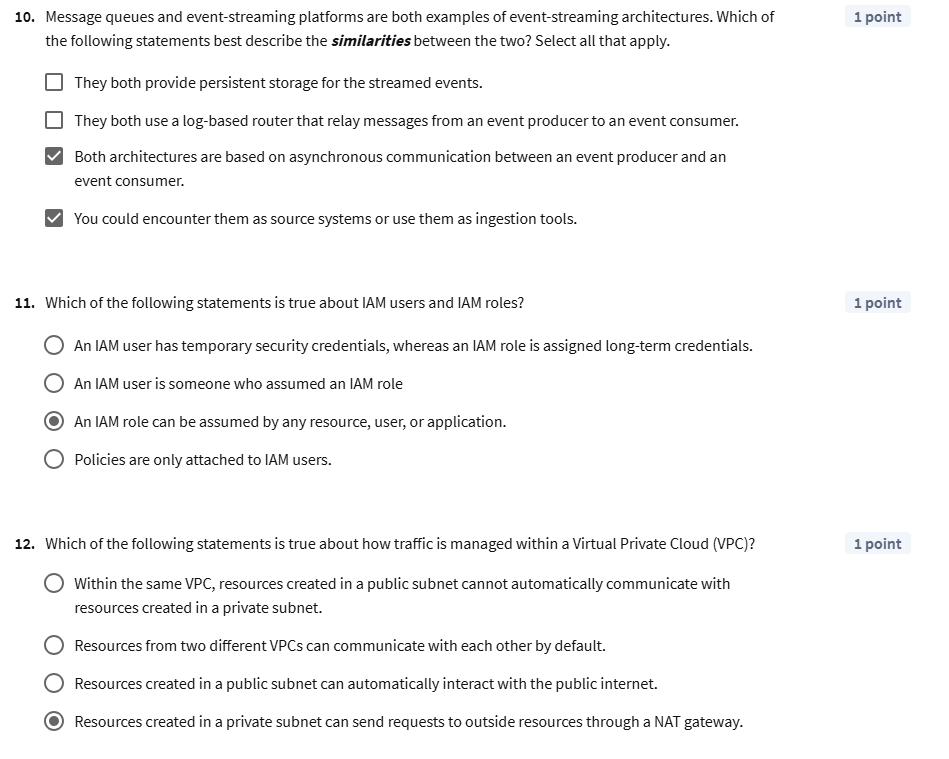 10. Message queues and event-streaming platforms are both examples of event-streaming architectures. Which of 1 point
the following statements best describe the similarities between the two? Select all that apply.
They both provide persistent storage for the streamed events.
They both use a log-based router that relay messages from an event producer to an event consumer.
Both architectures are based on asynchronous communication between an event producer and an
event consumer.
You could encounter them as source systems or use them as ingestion tools.
11. Which of the following statements is true about IAM users and IAM roles? 1 point
An IAM user has temporary security credentials, whereas an IAM role is assigned long-term credentials.
An IAM user is someone who assumed an IAM role
An IAM role can be assumed by any resource, user, or application.
Policies are only attached to IAM users.
12. Which of the following statements is true about how traffic is managed within a Virtual Private Cloud (VPC)? 1 point
Within the same VPC, resources created in a public subnet cannot automatically communicate with
resources created in a private subnet.
Resources from two different VPCs can communicate with each other by default.
Resources created in a public subnet can automatically interact with the public internet.
Resources created in a private subnet can send requests to outside resources through a NAT gateway.